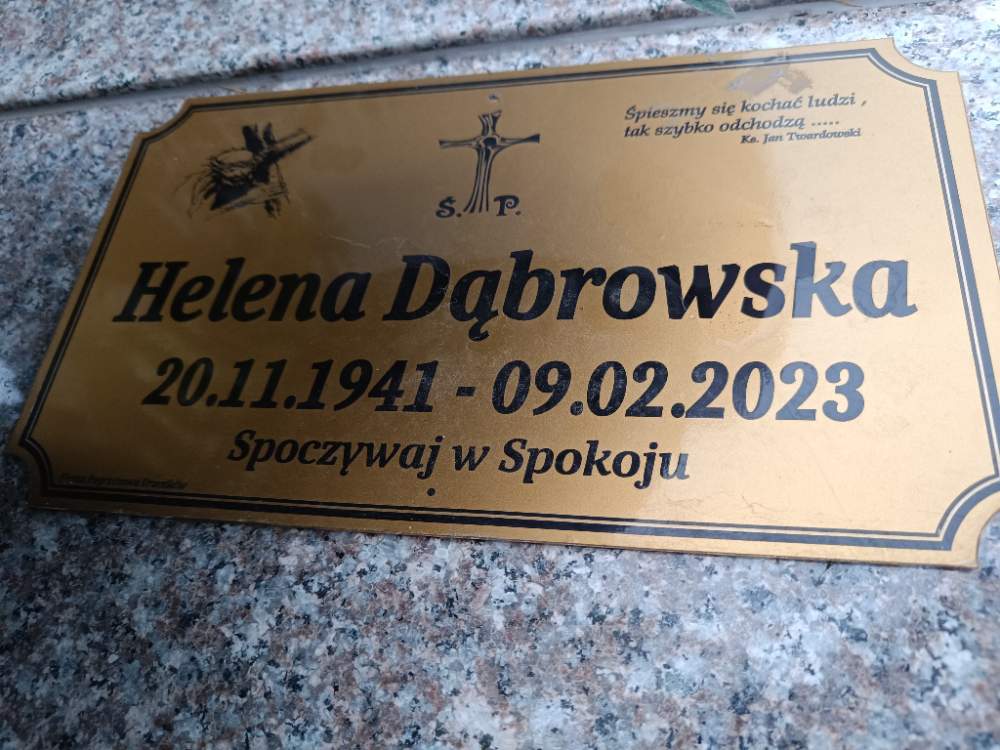 Śpieszmy się kochać ludzi ,
tak szybko odchodzą .....
Ks. Jan Twardowski
Ś. P.
Helena Dąbrowska
20.11.1941 - 09.02.2023
Spoczywaj w Spokoju